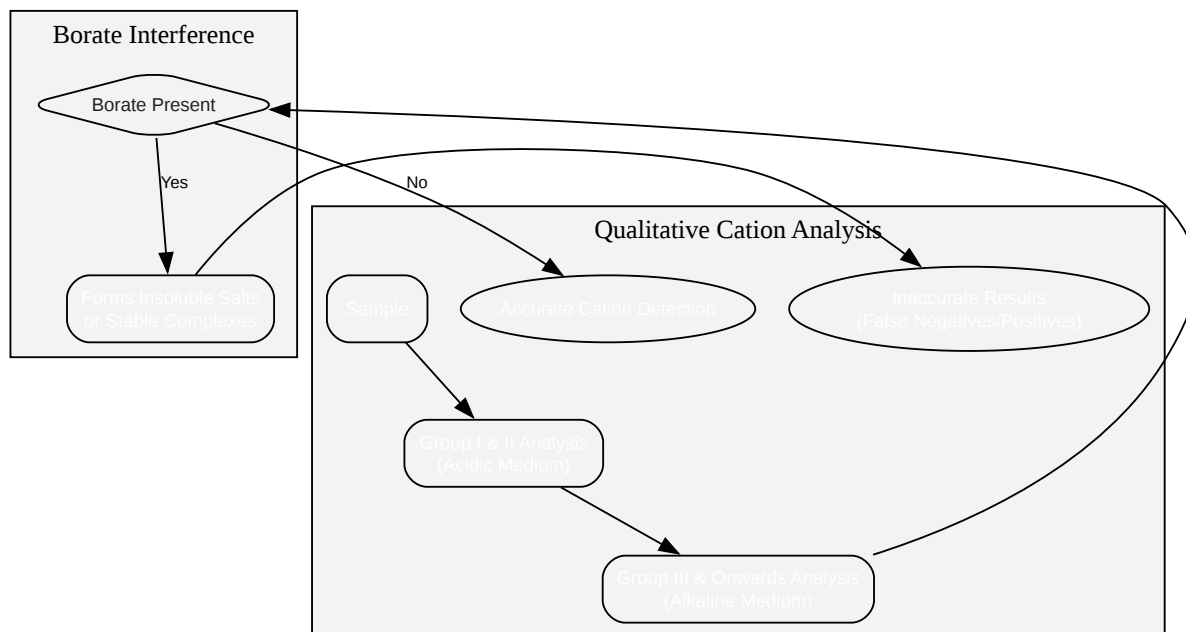 Borate Interference
Borate Present
Yes
No
Forms Insoluble Salts
or Stable Complexes
Qualitative Cation Analysis
Sample
Accurate Cation Detection
Inaccurate Results
(False Negatives/Positives)
Group I & II Analysis
(Acidic Medium)
Group III & Onwards Analysis
(Alkaline Medium)